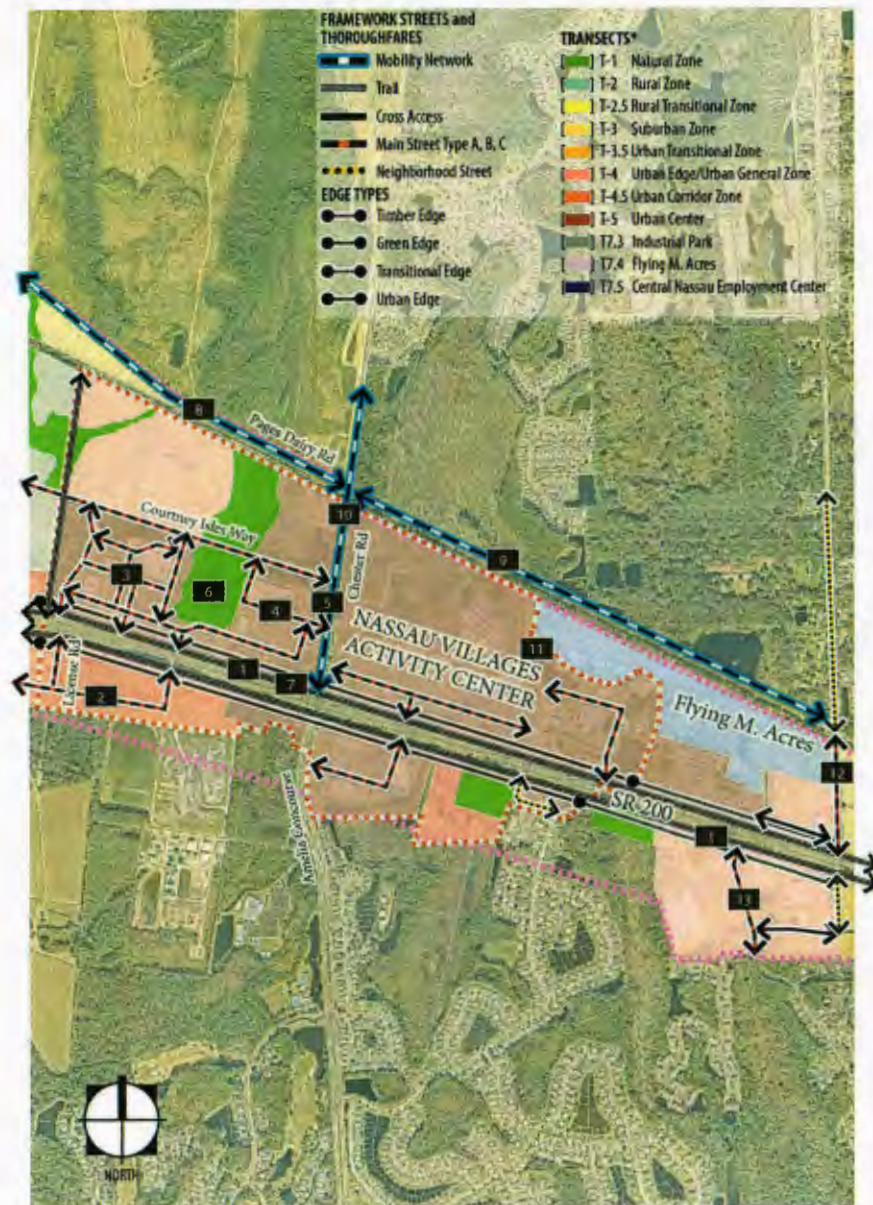 FRAMEWORK STREETS and
THOROUGHFARES
Mobility Network
Trail
Cross Access
Main Street Type A, B, C
Neighborhood Street
EDGE TYPES
Timber Edge
Green Edge
Transitional Edge
Urban Edge
TRANSECTS*
[ ] T-1 Natural Zone
[ ] T-2 Rural Zone
[ ] T-2.5 Rural Transitional Zone
[ ] T-3 Suburban Zone
[ ] T-3.5 Urban Transitional Zone
[ ] T-4 Urban Edge/Urban General Zone
[ ] T-4.5 Urban Corridor Zone
[ ] T-5 Urban Center
[ ] T7.3 Industrial Park
[ ] T7.4 Flying M. Acres
[ ] T7.5 Central Nassau Employment Center
8
Pages Dairy Rd
10
Courtney Isles Way
Chester Rd
9
3
6
4
5
NASSAU VILLAGES
ACTIVITY CENTER
11
Flying M. Acres
License Rd
1
7
2
12
SR 200
1
Amelia Concourse
13
NORTH